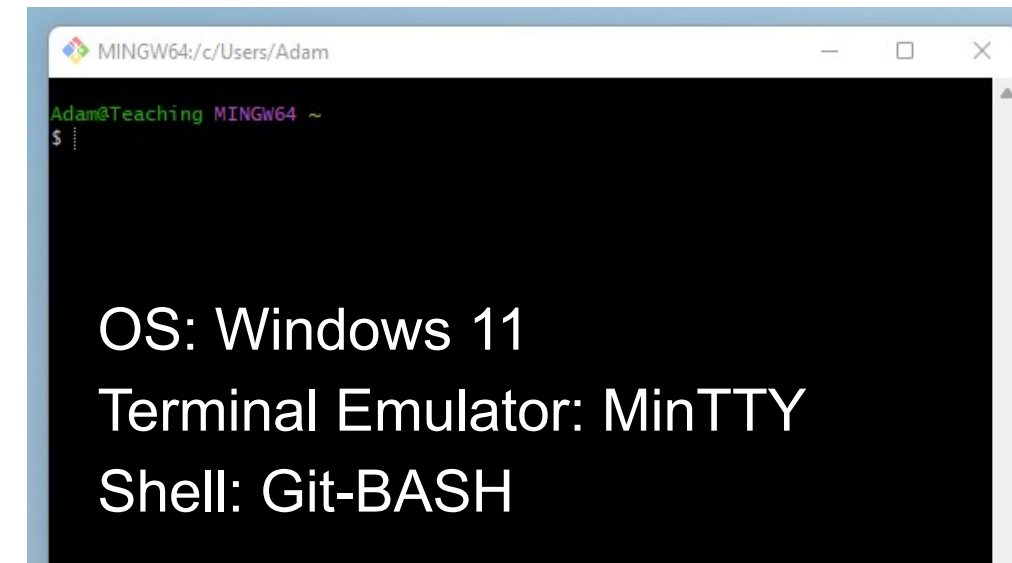 MINGW64:/c/Users/Adam
Adam@Teaching MINGW64 ~
$
OS: Windows 11
Terminal Emulator: MinTTY
Shell: Git-BASH